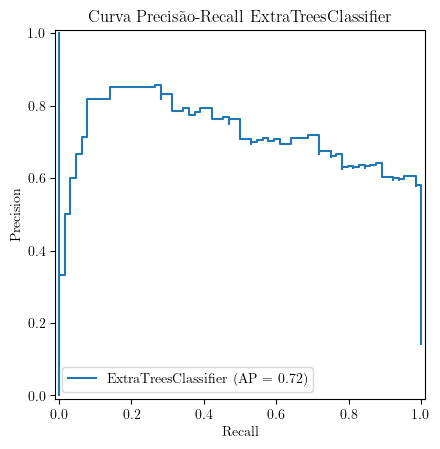 Curva Precisão-Recall ExtraTreesClassifier
1.0
0.8
0.6
0.4
0.2
0.0
Precision
ExtraTreesClassifier (AP = 0.72)
0.0 0.2 0.4 0.6 0.8 1.0
Recall